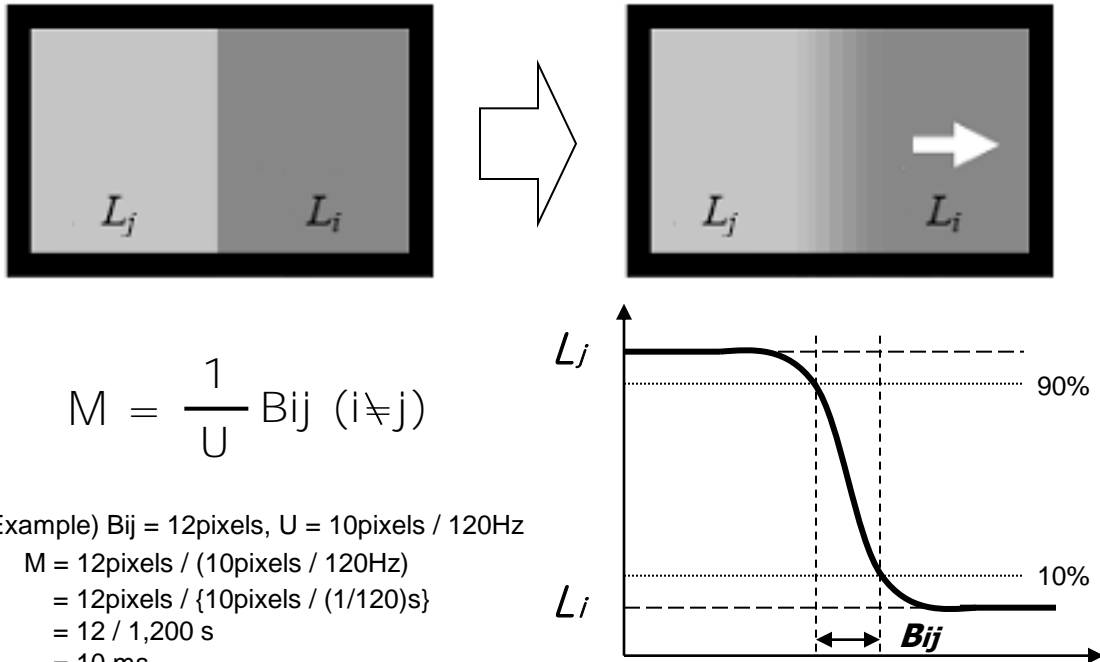 Lj Li
Lj Li
M = 1/U Bij (i≒j)
Example) Bij = 12pixels, U = 10pixels / 120Hz
M = 12pixels / (10pixels / 120Hz)
= 12pixels / {10pixels / (1/120)s}
= 12 / 1,200 s
= 10 ms
Lj
90%
10%
Li
Bij